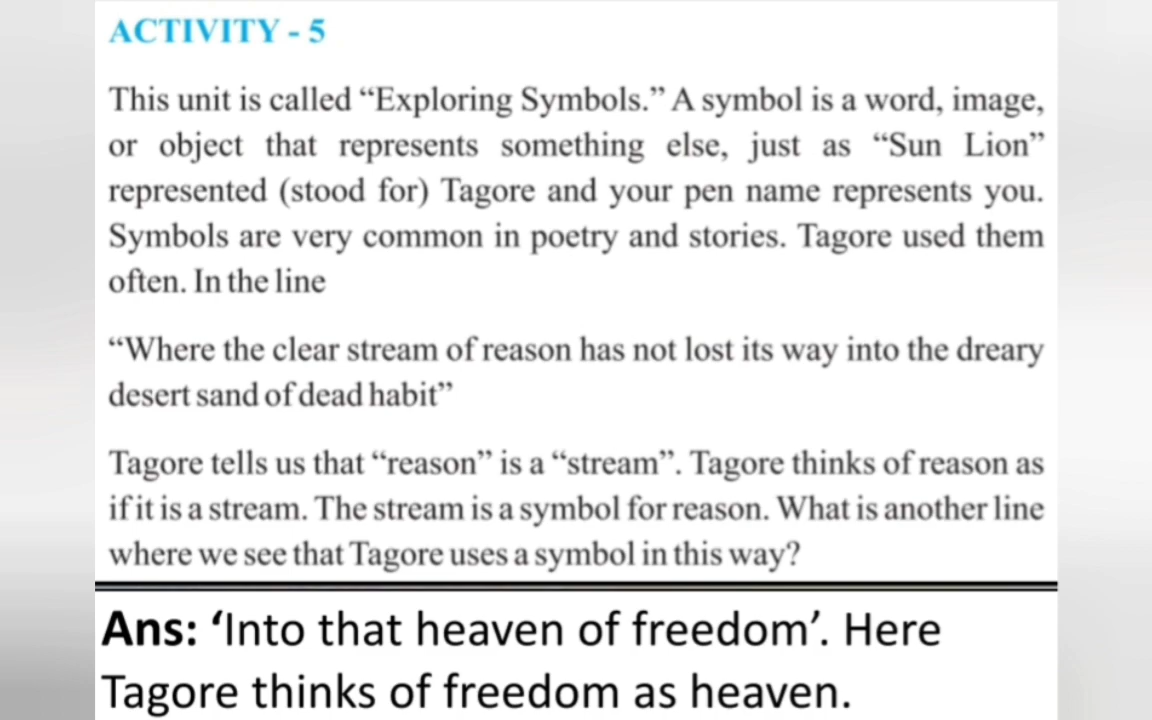 ACTIVITY - 5
This unit is called “Exploring Symbols.” A symbol is a word, image,
or object that represents something else, just as “Sun Lion”
represented (stood for) Tagore and your pen name represents you.
Symbols are very common in poetry and stories. Tagore used them
often. In the line
“Where the clear stream of reason has not lost its way into the dreary
desert sand of dead habit”
Tagore tells us that “reason” is a “stream”. Tagore thinks of reason as
if it is a stream. The stream is a symbol for reason. What is another line
where we see that Tagore uses a symbol in this way?
Ans: ‘Into that heaven of freedom’. Here
Tagore thinks of freedom as heaven.